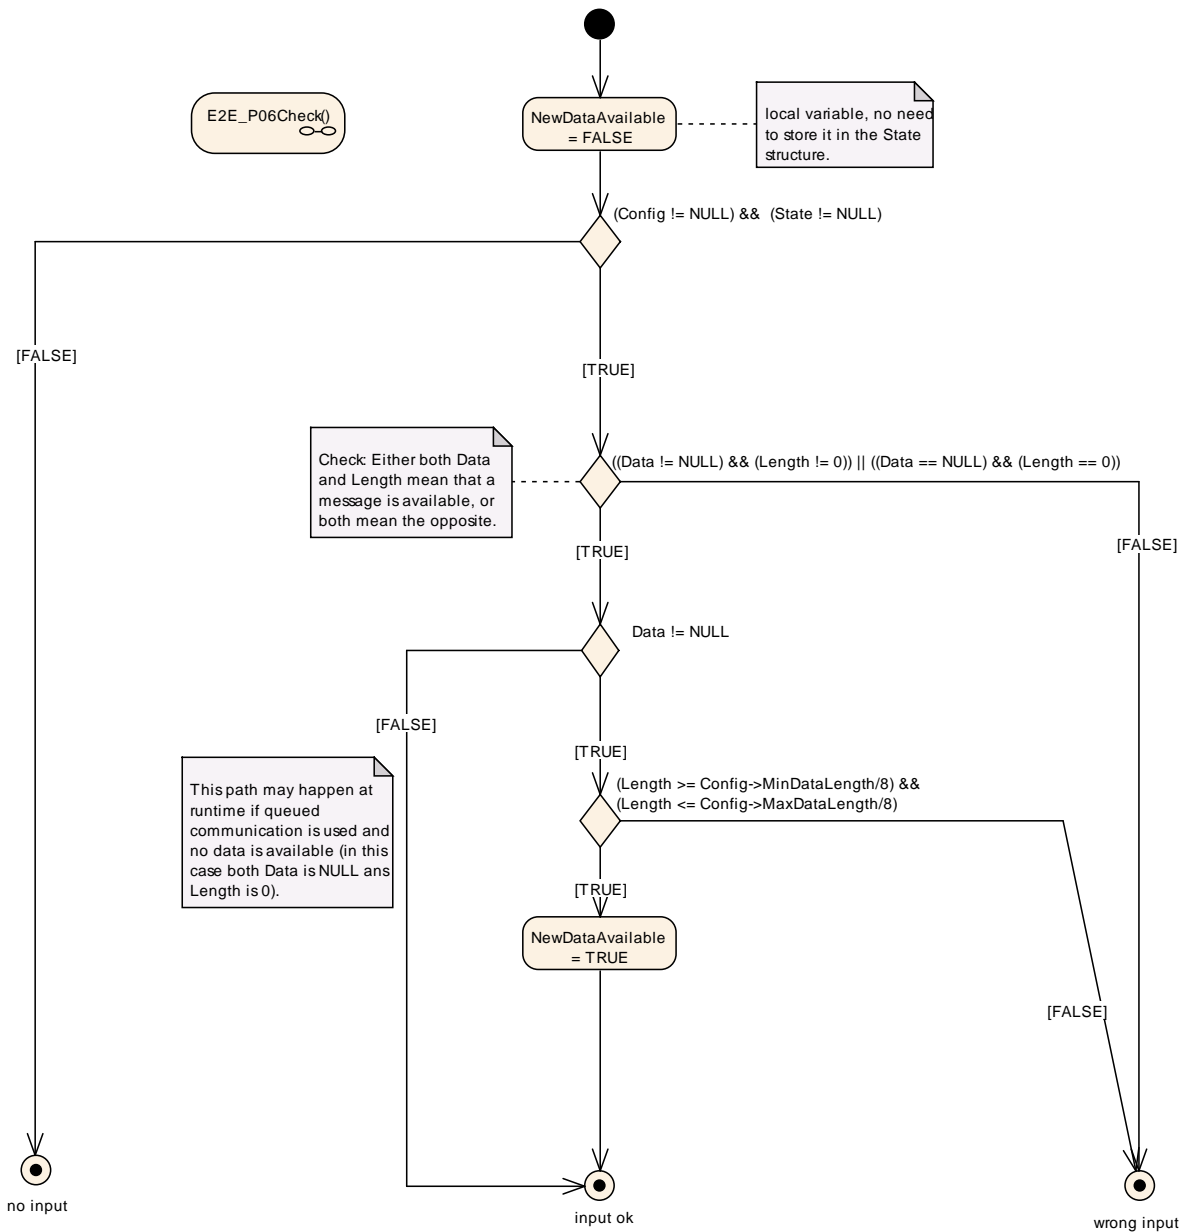 E2E_P06Check()
NewDataAvailable
= FALSE
local variable, no need
to store it in the State
structure.
(Config != NULL) && (State != NULL)
[FALSE]
[TRUE]
Check: Either both Data
and Length mean that a
message is available, or
both mean the opposite.
((Data != NULL) && (Length != 0)) || ((Data == NULL) && (Length == 0))
[TRUE]
[FALSE]
Data != NULL
[FALSE]
[TRUE]
This path may happen at
runtime if queued
communication is used and
no data is available (in this
case both Data is NULL ans
Length is 0).
(Length >= Config->MinDataLength/8) &&
(Length <= Config->MaxDataLength/8)
[TRUE]
NewDataAvailable
= TRUE
[FALSE]
no input
input ok
wrong input